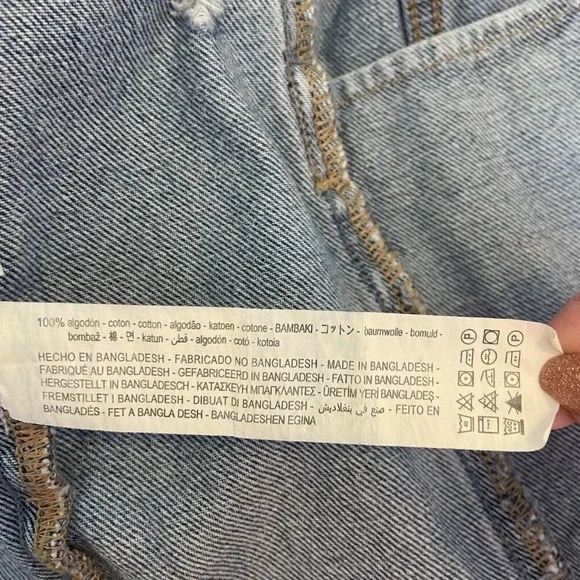 100% algodón - coton - cotton - algodão - katoen - cotone - BAMBAKI - コットン - baumwolle - bomuld -
bombaž - 棉 - 면 - katun - قطن - algodón - cotó - kotoia
HECHO EN BANGLADESH - FABRICADO NO BANGLADESH - MADE IN BANGLADESH -
FABRIQUÉ AU BANGLADESH - GEFABRICEERD IN BANGLADESH - FATTO IN BANGLADESH -
HERGESTELLT IN BANGLADESCH - ΚΑΤΑΣΚΕΥΗ ΜΠΑΓΚΛΑΝΤΕΣ - ÜRETİM YERİ BANGLADEŞ -
FREMSTILLET I BANGLADESH - DIBUAT DI BANGLADESH - صنع في بنغلاديش - FEITO EN
BANGLADÉS - FET A BANGLA DESH - BANGLADESHEN EGINA